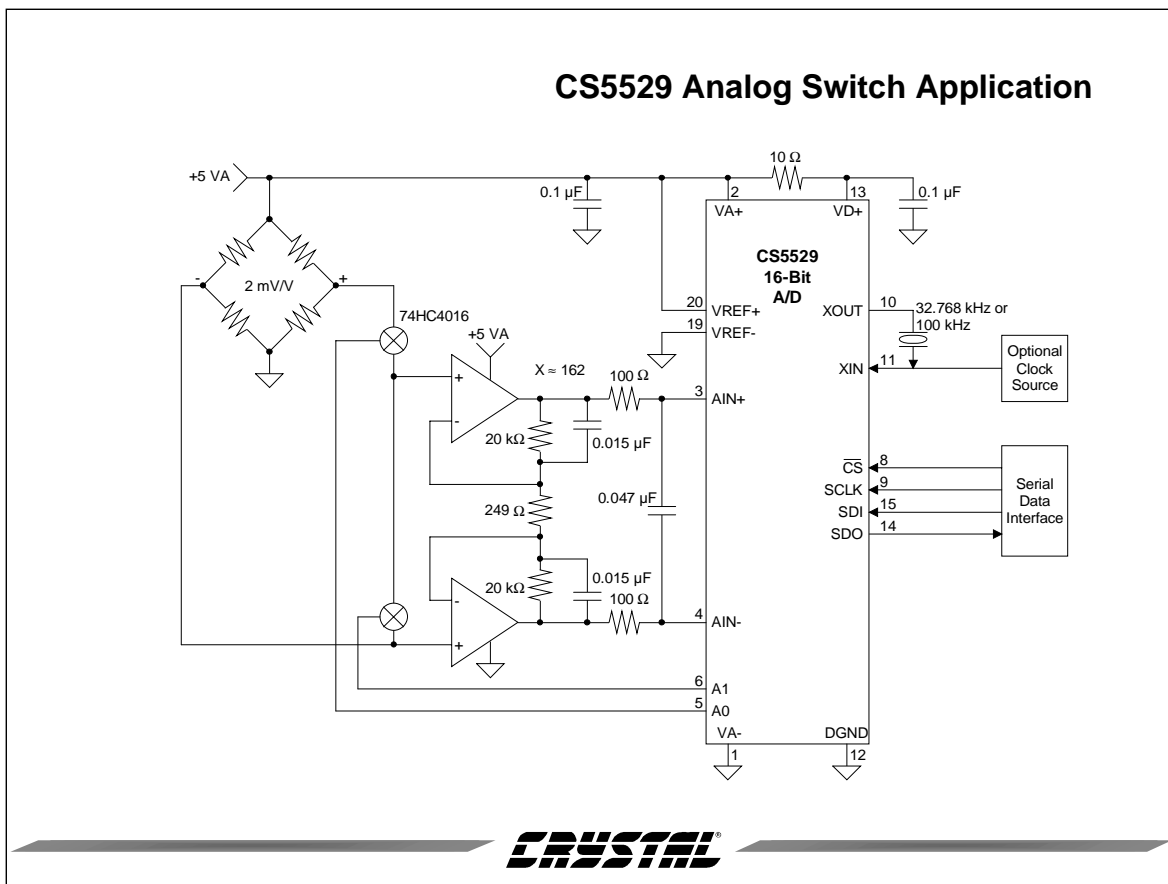 CS5529 Analog Switch Application
+5 VA
10 Ω
0.1 µF
2
13
0.1 µF
VA+
VD+
CS5529
16-Bit
A/D
-
+
2 mV/V
74HC4016
+5 VA
20
VREF+
19
VREF-
XOUT
10
32.768 kHz or
100 kHz
XIN
11
Optional
Clock
Source
X ≈ 162
100 Ω
+
-
3
AIN+
20 kΩ
0.015 µF
249 Ω
0.047 µF
CS
8
SCLK
9
SDI
15
SDO
14
Serial
Data
Interface
20 kΩ
0.015 µF
100 Ω
-
+
4
AIN-
6
A1
5
A0
VA-
1
DGND
12
CRYSTAL®